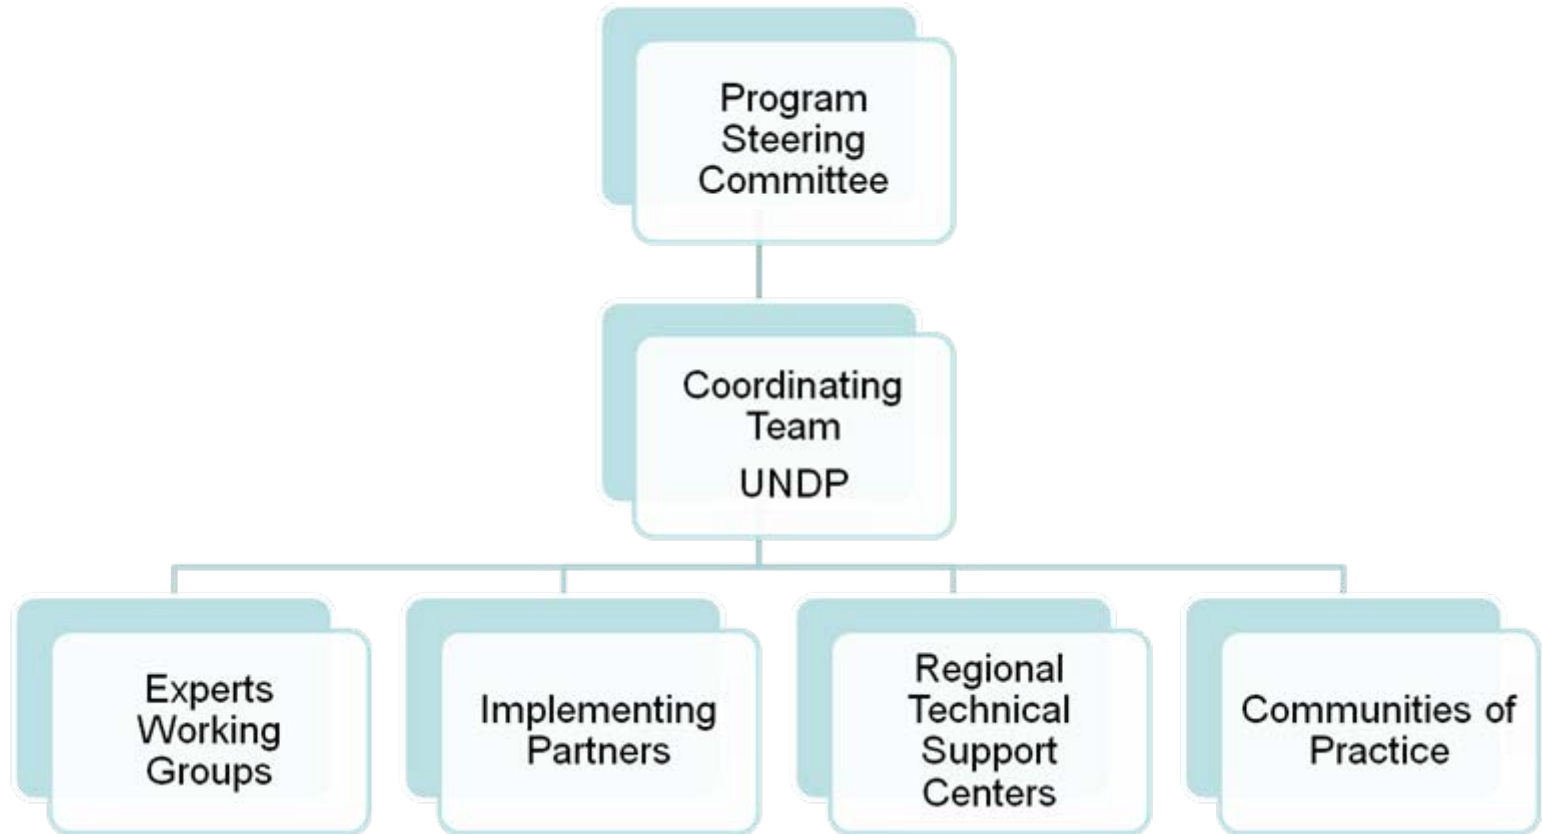 Program
Steering
Committee
Coordinating
Team
UNDP
Experts
Working
Groups
Implementing
Partners
Regional
Technical
Support
Centers
Communities of
Practice